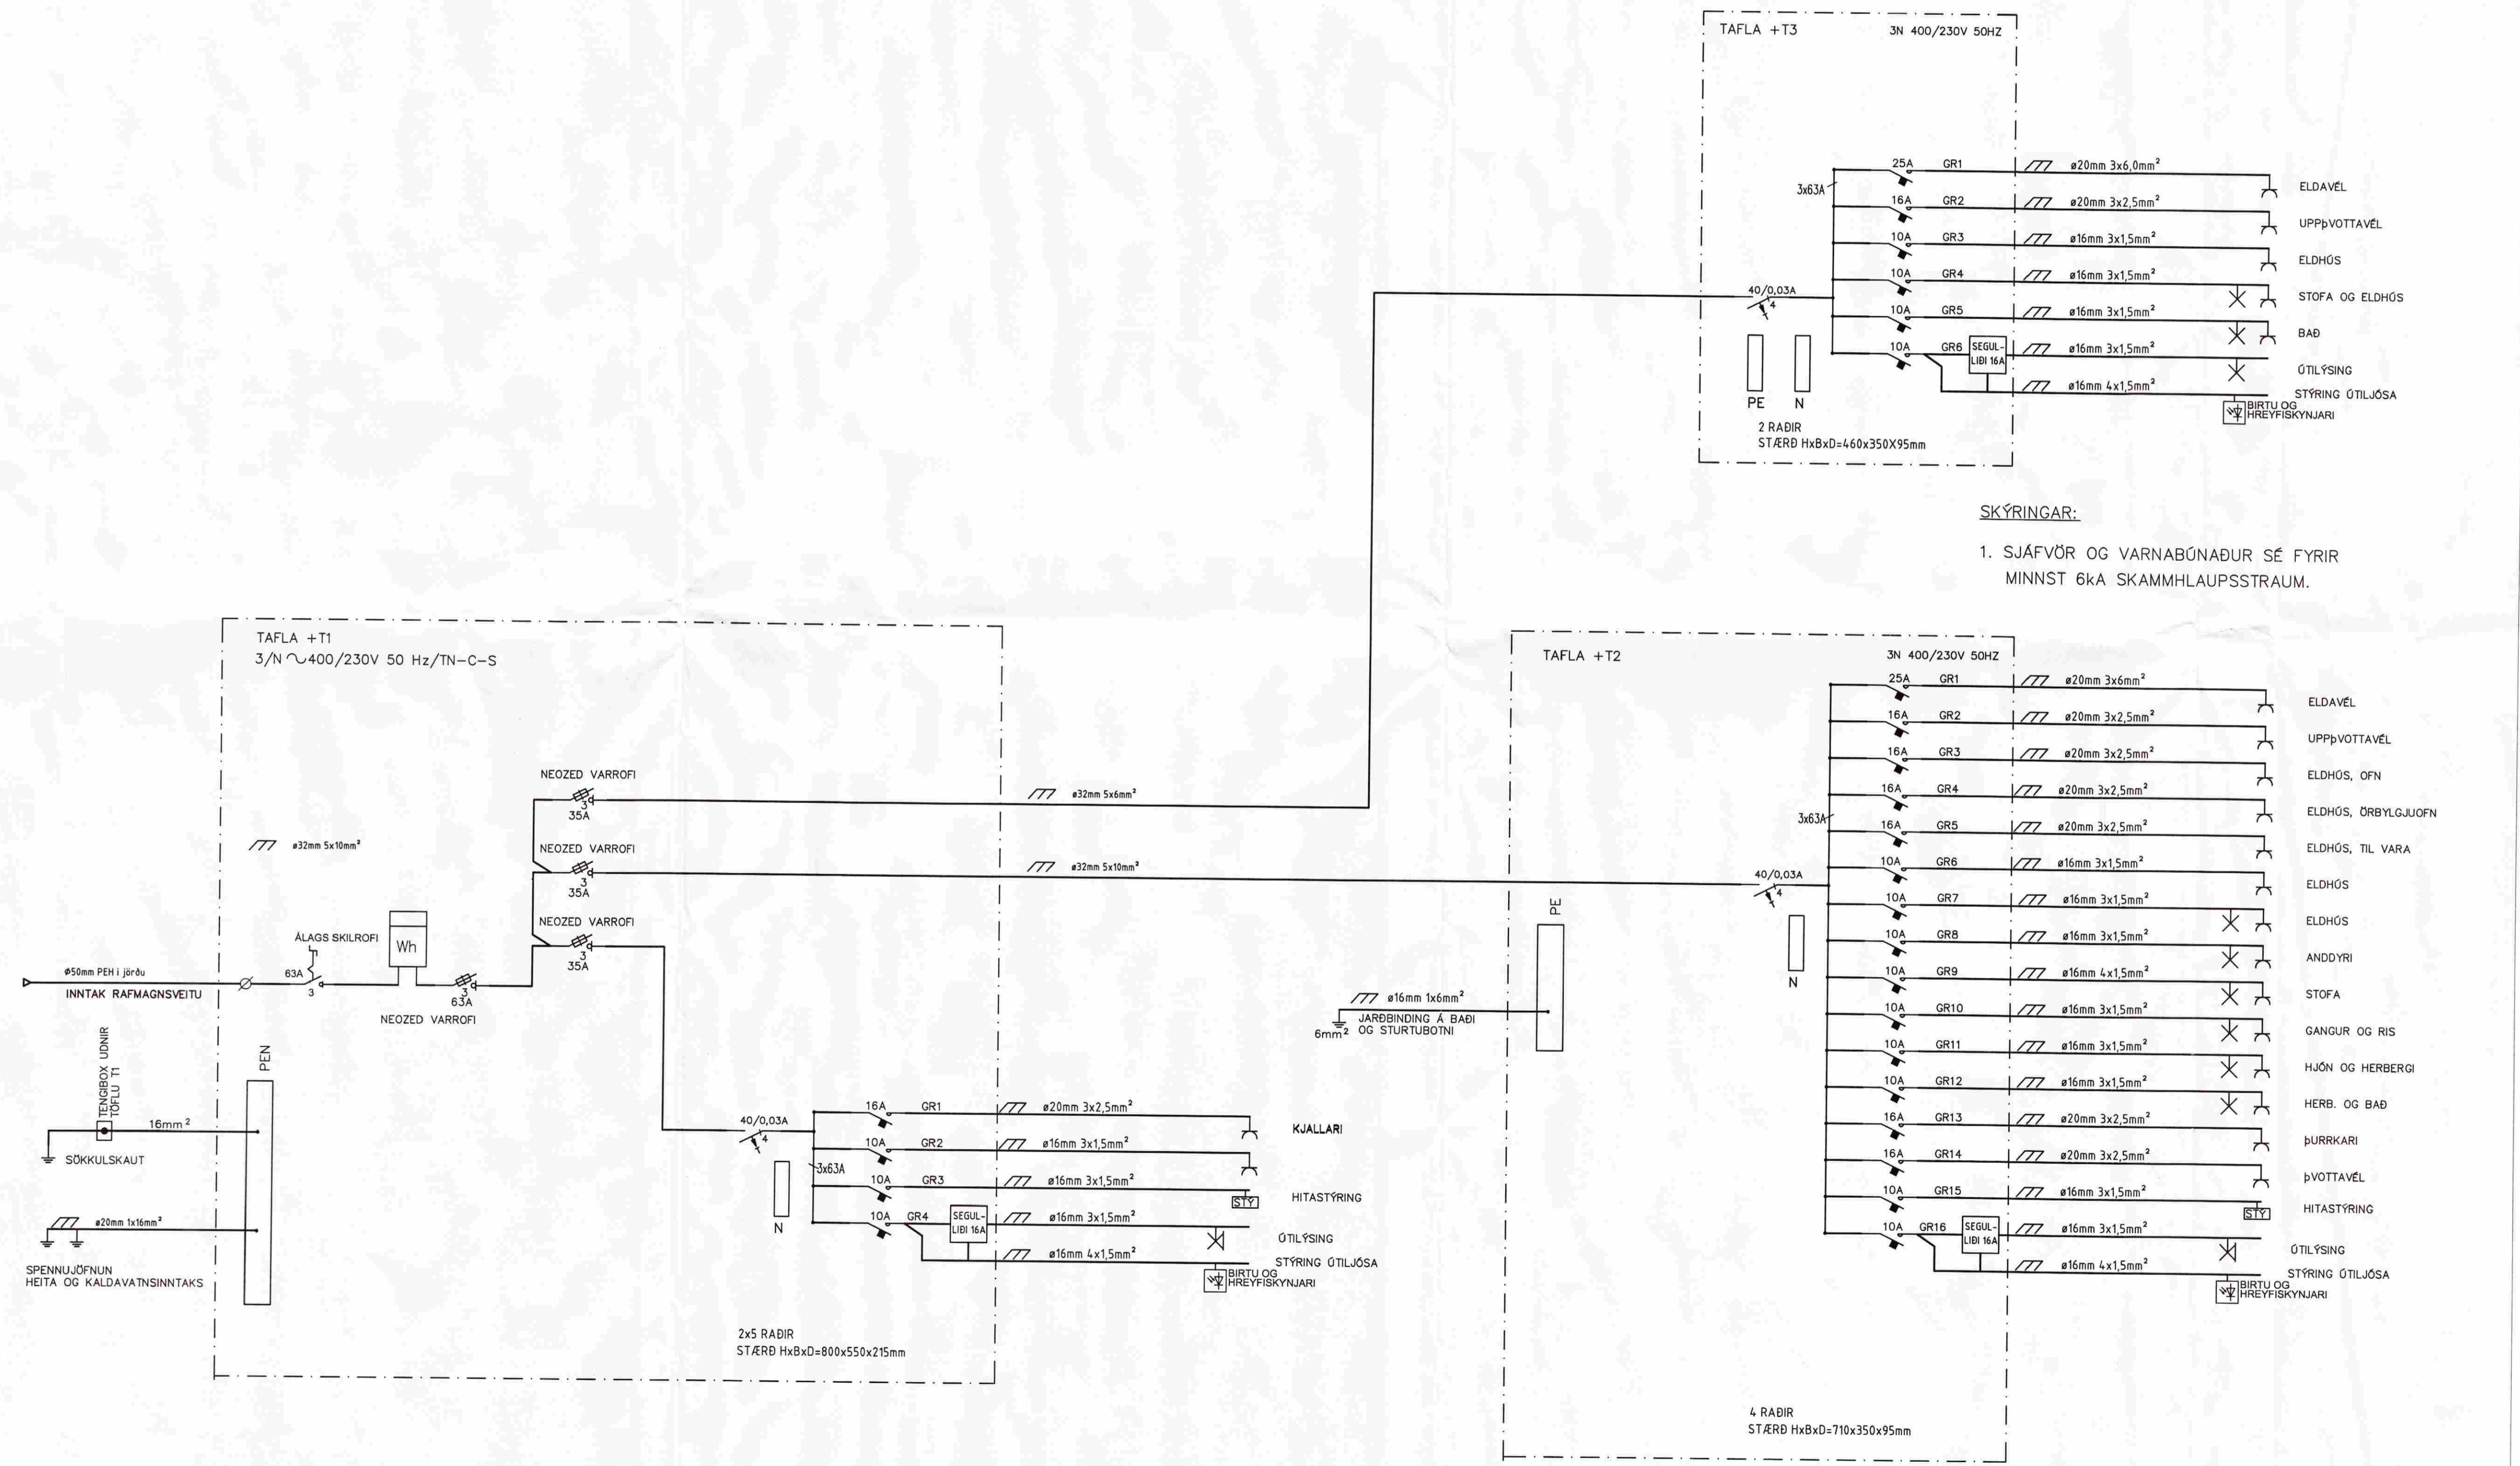 TAFLA +T3
3N 400/230V 50HZ
3x63A
40/0,03A
4
25A GR1 ø20mm 3x6,0mm² ELDAVÉL
16A GR2 ø20mm 3x2,5mm² UPPÞVOTTAVÉL
10A GR3 ø16mm 3x1,5mm² ELDHÚS
10A GR4 ø16mm 3x1,5mm² STOFA OG ELDHÚS
10A GR5 ø16mm 3x1,5mm² BAÐ
10A GR6 SEGUL-
LIÐI 16A
ø16mm 3x1,5mm² ÚTILÝSING
ø16mm 4x1,5mm² STÝRING ÚTILJÓSA
BIRTU OG
HREYFISKYNJARI
PE N
2 RAÐIR
STÆRÐ HxBxD=460x350X95mm
SKÝRINGAR:
1. SJÁFVÖR OG VARNABÚNAÐUR SÉ FYRIR
MINNST 6kA SKAMMHLAUPSSTRAUM.
TAFLA +T1
3/N ~400/230V 50 Hz/TN-C-S
ø32mm 5x10mm²
NEOZED VARROFI
3
35A
ø32mm 5x6mm²
NEOZED VARROFI
3
35A
ø32mm 5x10mm²
NEOZED VARROFI
3
35A
ÁLAGS SKILROFI
63A
3
Wh
3
63A
NEOZED VARROFI
ø50mm PEH i jörðu
INNTAK RAFMAGNSVEITU
TENGIBOX UDNIR
TÖFLU T1
16mm²
SÖKKULSKAUT
PEN
ø20mm 1x16mm²
SPENNUJÖFNUN
HEITA OG KALDAVATNSINNTAKS
40/0,03A
4
N
3x63A
16A GR1 ø20mm 3x2,5mm² KJALLARI
10A GR2 ø16mm 3x1,5mm²
10A GR3 ø16mm 3x1,5mm² STÝ HITASTÝRING
10A GR4 SEGUL-
LIÐI 16A
ø16mm 3x1,5mm² ÚTILÝSING
ø16mm 4x1,5mm² STÝRING ÚTILJÓSA
BIRTU OG
HREYFISKYNJARI
2x5 RAÐIR
STÆRÐ HxBxD=800x550x215mm
TAFLA +T2
3N 400/230V 50HZ
PE
ø16mm 1x6mm²
JARÐBINDING Á BAÐI
OG STURTUBOTNI
6mm²
40/0,03A
4
N
3x63A
25A GR1 ø20mm 3x6mm² ELDAVÉL
16A GR2 ø20mm 3x2,5mm² UPPÞVOTTAVÉL
16A GR3 ø20mm 3x2,5mm² ELDHÚS, OFN
16A GR4 ø20mm 3x2,5mm² ELDHÚS, ÖRBYLGJUOFN
16A GR5 ø20mm 3x2,5mm² ELDHÚS, TIL VARA
10A GR6 ø16mm 3x1,5mm² ELDHÚS
10A GR7 ø16mm 3x1,5mm² ELDHÚS
10A GR8 ø16mm 3x1,5mm² ANDDYRI
10A GR9 ø16mm 4x1,5mm² STOFA
10A GR10 ø16mm 3x1,5mm² GANGUR OG RIS
10A GR11 ø16mm 3x1,5mm² HJÓN OG HERBERGI
10A GR12 ø16mm 3x1,5mm² HERB. OG BAÐ
16A GR13 ø20mm 3x2,5mm² ÞURRKARI
16A GR14 ø20mm 3x2,5mm² ÞVOTTAVÉL
10A GR15 ø16mm 3x1,5mm² STÝ HITASTÝRING
10A GR16 SEGUL-
LIÐI 16A
ø16mm 3x1,5mm² ÚTILÝSING
ø16mm 4x1,5mm² STÝRING ÚTILJÓSA
BIRTU OG
HREYFISKYNJARI
4 RAÐIR
STÆRÐ HxBxD=710x350x95mm